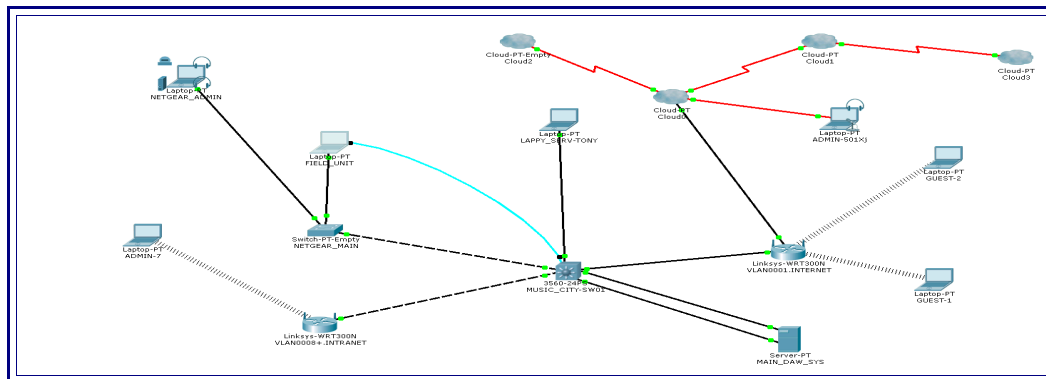 Cloud-PT-Empty
Cloud2
Cloud-PT
Cloud1
Cloud-PT
Cloud3
Laptop-PT
NETGEAR_ADMIN
Cloud-PT
Cloud0
Laptop-PT
LAPPY_SERV-TONY
Laptop-PT
ADMIN-501Xj
Laptop-PT
FIELD_UNIT
Laptop-PT
GUEST-2
Switch-PT-Empty
NETGEAR_MAIN
Laptop-PT
ADMIN-7
Linksys-WRT300N
VLAN0001.INTERNET
3560-24PS
MUSIC_CITY-SW01
Laptop-PT
GUEST-1
Linksys-WRT300N
VLAN0008+.INTRANET
Server-PT
MAIN_DAW_SYS